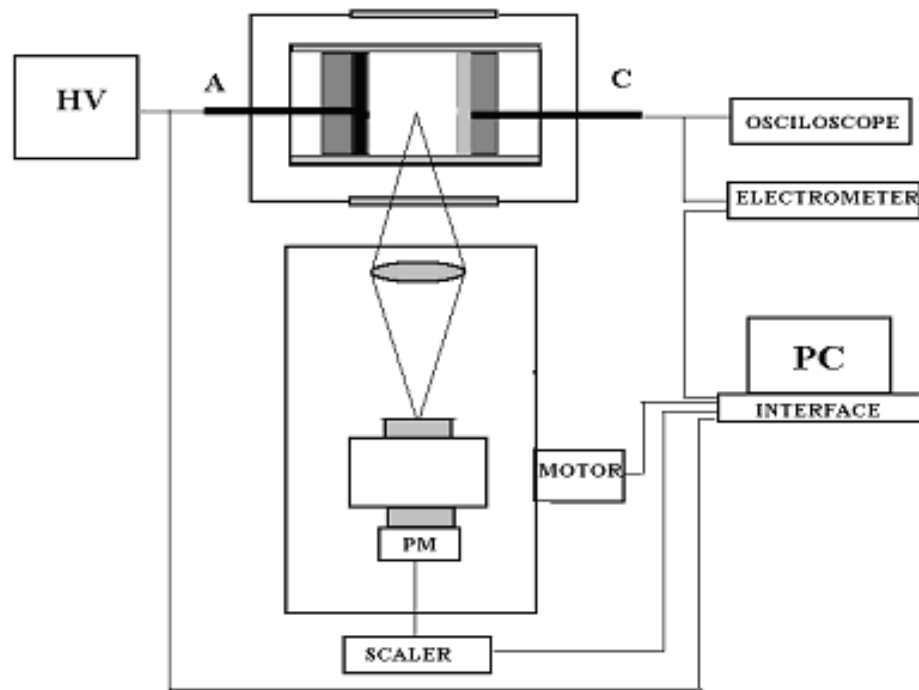 HV
A
C
OSCILOSCOPE
ELECTROMETER
PC
INTERFACE
MOTOR
PM
SCALER